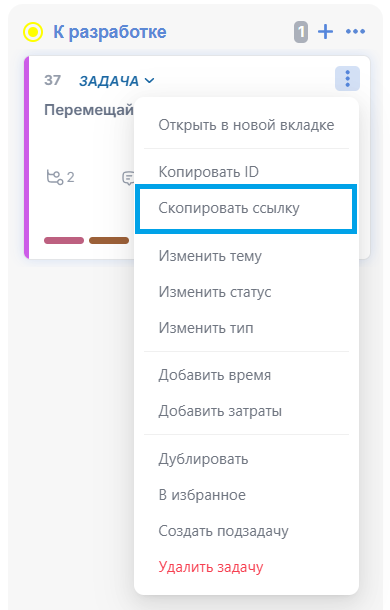 К разработке 1
37 ЗАДАЧА
Перемещай
2
Открыть в новой вкладке
Копировать ID
Скопировать ссылку
Изменить тему
Изменить статус
Изменить тип
Добавить время
Добавить затраты
Дублировать
В избранное
Создать подзадачу
Удалить задачу